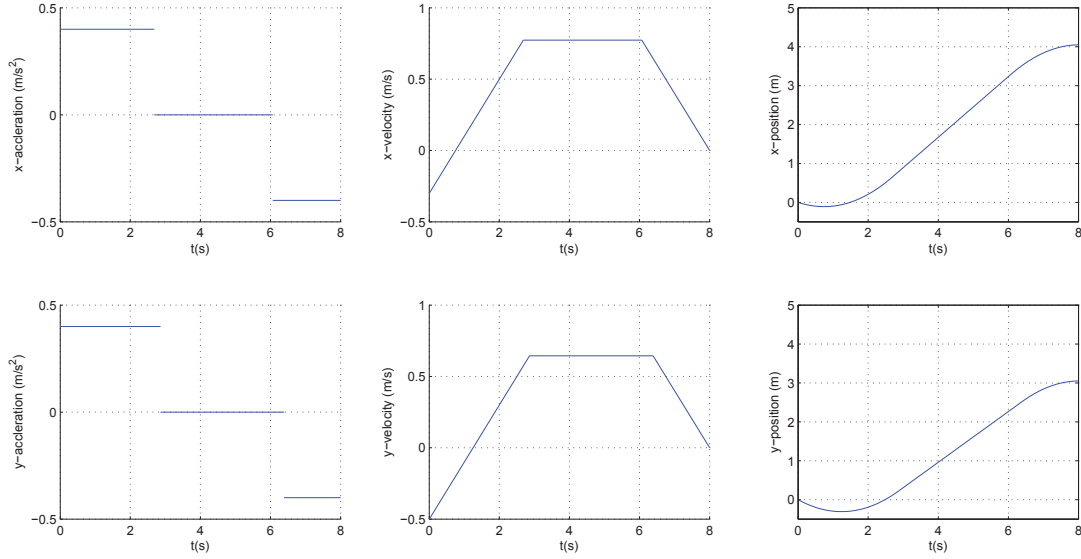 0.5
0
−0.5
0 2 4 6 8
t(s)
x−accleration (m/s2)
1
0.5
0
−0.5
0 2 4 6 8
t(s)
x−velocity (m/s)
5
4
3
2
1
0
0 2 4 6 8
t(s)
x−position (m)
0.5
0
−0.5
0 2 4 6 8
t(s)
y−accleration (m/s2)
1
0.5
0
−0.5
0 2 4 6 8
t(s)
y−velocity (m/s)
5
4
3
2
1
0
0 2 4 6 8
t(s)
y−position (m)